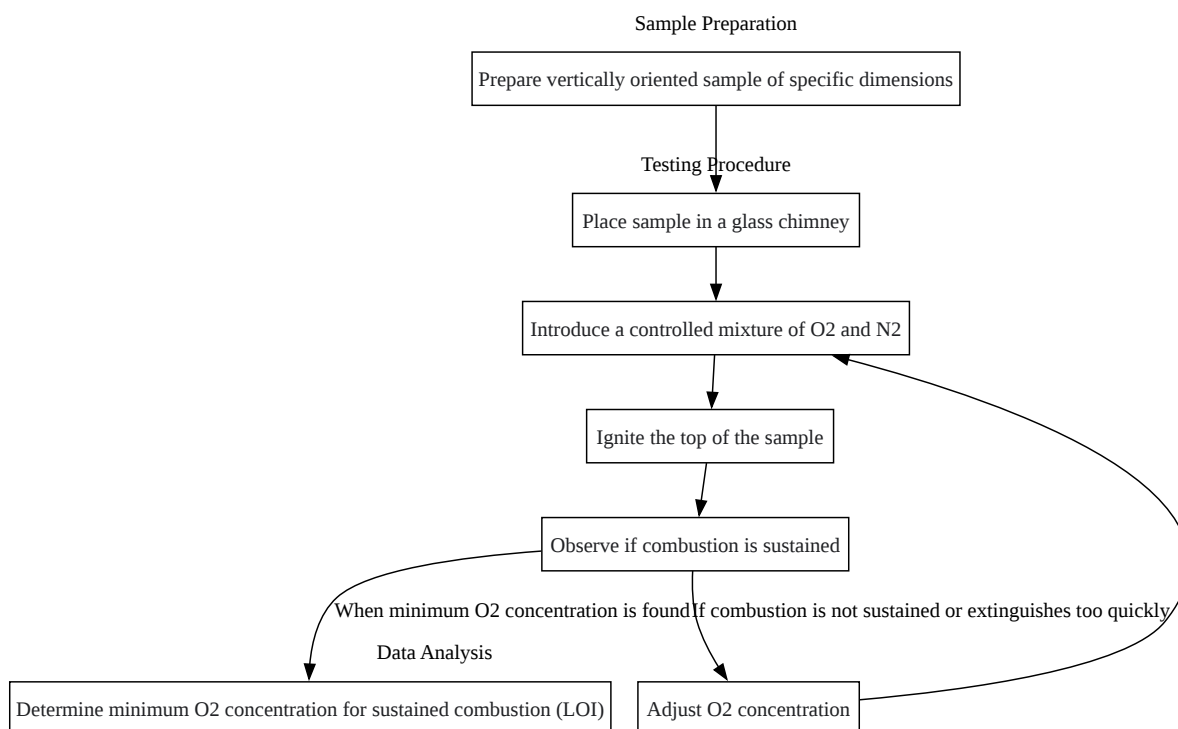 Sample Preparation
Prepare vertically oriented sample of specific dimensions
Testing Procedure
Place sample in a glass chimney
Introduce a controlled mixture of O2 and N2
Ignite the top of the sample
Observe if combustion is sustained
When minimum O2 concentration is found
If combustion is not sustained or extinguishes too quickly
Data Analysis
Determine minimum O2 concentration for sustained combustion (LOI)
Adjust O2 concentration